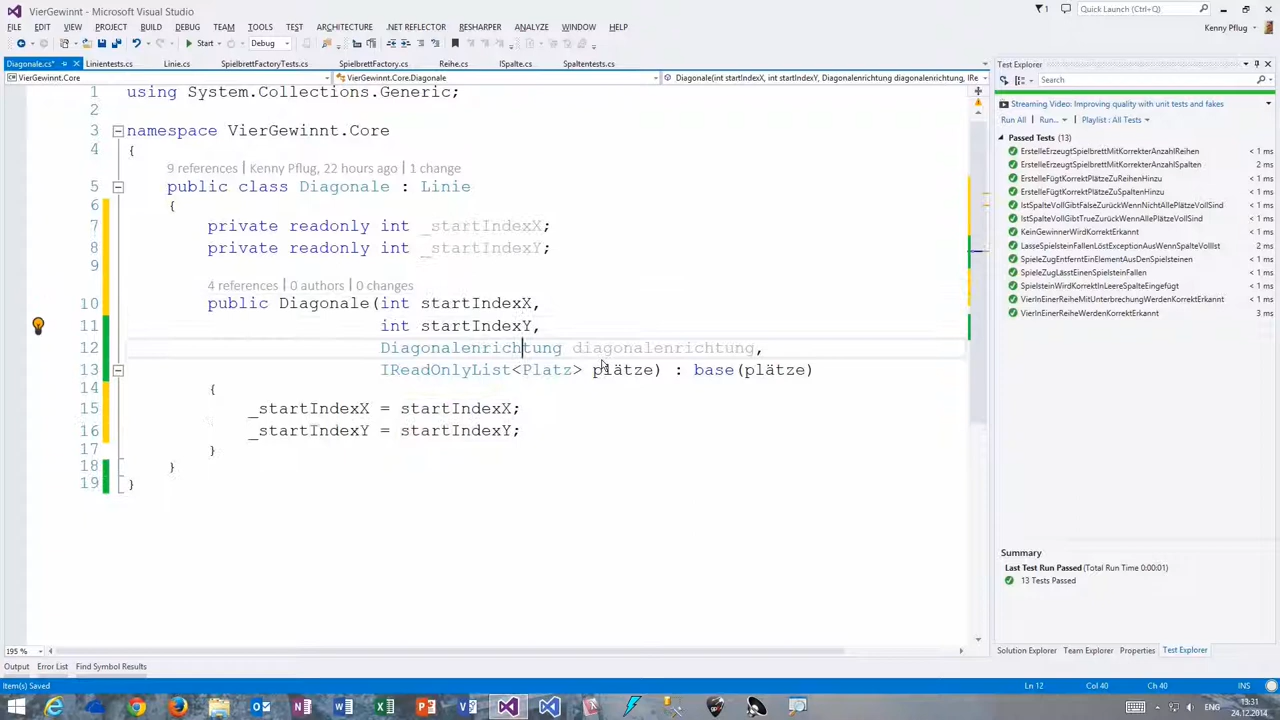 VierGewinnt - Microsoft Visual Studio
1
Quick Launch (Ctrl+Q)
FILE EDIT VIEW PROJECT BUILD DEBUG TEAM TOOLS TEST ARCHITECTURE .NET REFLECTOR RESHARPER ANALYZE WINDOW HELP
Kenny Pflug
Start Debug
Diagonale.cs* Linientests.cs Linie.cs SpielbrettFactoryTests.cs SpielbrettFactory.cs Reihe.cs ISpalte.cs Spaltentests.cs
VierGewinnt.Core VierGewinnt.Core.Diagonale Diagonale(int startIndexX, int startIndexY, Diagonalenrichtung diagonalenrichtung, IRe
1 using System.Collections.Generic;
2
3 namespace VierGewinnt.Core
4 {
9 references | Kenny Pflug, 22 hours ago | 1 change
5 public class Diagonale : Linie
6 {
7 private readonly int _startIndexX;
8 private readonly int _startIndexY;
9
4 references | 0 authors | 0 changes
10 public Diagonale(int startIndexX,
11 int startIndexY,
12 Diagonalenrichtung diagonalenrichtung,
13 IReadOnlyList<Platz> plätze) : base(plätze)
14 {
15 _startIndexX = startIndexX;
16 _startIndexY = startIndexY;
17 }
18 }
19 }
195 %
Output Error List Find Symbol Results
Test Explorer
Search
Streaming Video: Improving quality with unit tests and fakes
Run All Run... Playlist : All Tests
Passed Tests (13)
ErstelleErzeugtSpielbrettMitKorrekterAnzahlReihen < 1 ms
ErstelleErzeugtSpielbrettMitKorrekterAnzahlSpalten < 1 ms
ErstelleFügtKorrektPlätzeZuReihenHinzu < 1 ms
ErstelleFügtKorrektPlätzeZuSpaltenHinzu < 1 ms
IstSpalteVollGibtFalseZurückWennNichtAllePlätzeVollSind < 1 ms
IstSpalteVollGibtTrueZurückWennAllePlätzeVollSind < 1 ms
KeinGewinnerWirdKorrektErkannt < 1 ms
LasseSpielsteinFallenLöstExceptionAusWennSpalteVollIst < 1 ms
SpieleZugEntferntEinElementAusDenSpielsteinen < 1 ms
SpieleZugLässtEinenSpielsteinFallen < 1 ms
SpielsteinWirdKorrektInLeereSpalteEingefügt < 1 ms
VierInEinerReiheMitUnterbrechungWerdenKorrektErkannt < 1 ms
VierInEinerReiheWerdenKorrektErkannt 3 ms
Summary
Last Test Run Passed (Total Run Time 0:00:01)
13 Tests Passed
Solution Explorer Team Explorer Properties Test Explorer
Item(s) Saved Ln 12 Col 40 Ch 40 INS
ENG
13:31
24.12.2014